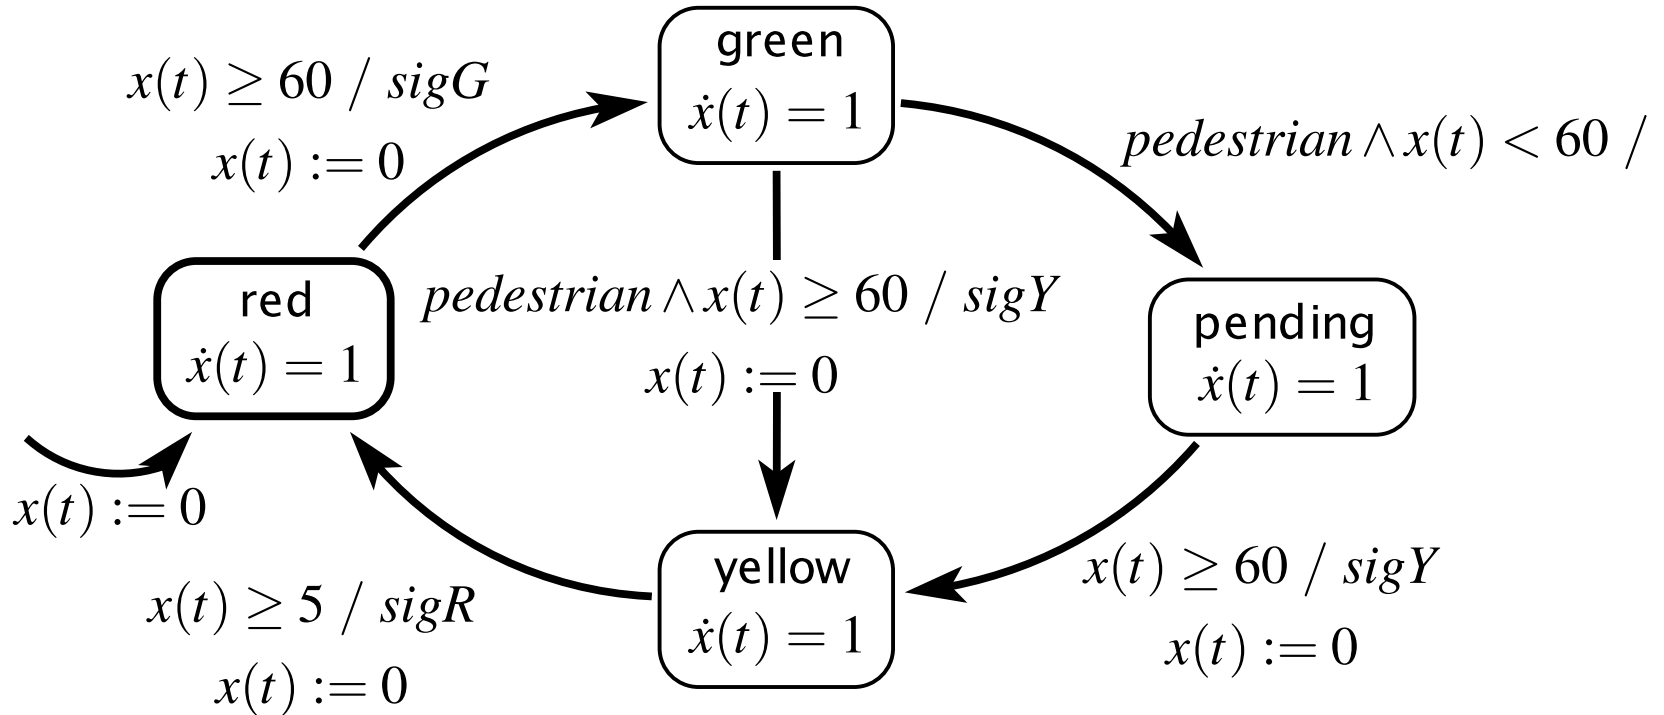 green
ẋ(t) = 1
x(t) ≥ 60 / sigG
x(t) := 0
pedestrian ∧ x(t) < 60 /
red
ẋ(t) = 1
pedestrian ∧ x(t) ≥ 60 / sigY
x(t) := 0
pending
ẋ(t) = 1
x(t) := 0
yellow
ẋ(t) = 1
x(t) ≥ 60 / sigY
x(t) := 0
x(t) ≥ 5 / sigR
x(t) := 0